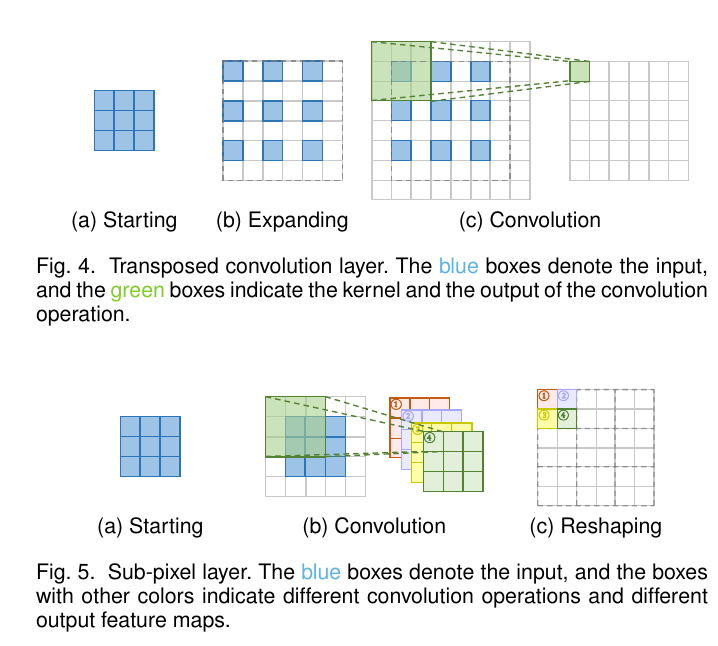 (a) Starting
(b) Expanding
(c) Convolution
Fig. 4. Transposed convolution layer. The blue boxes denote the input,
and the green boxes indicate the kernel and the output of the convolution
operation.
① ② ③ ④
① ②
③ ④
(a) Starting
(b) Convolution
(c) Reshaping
Fig. 5. Sub-pixel layer. The blue boxes denote the input, and the boxes
with other colors indicate different convolution operations and different
output feature maps.